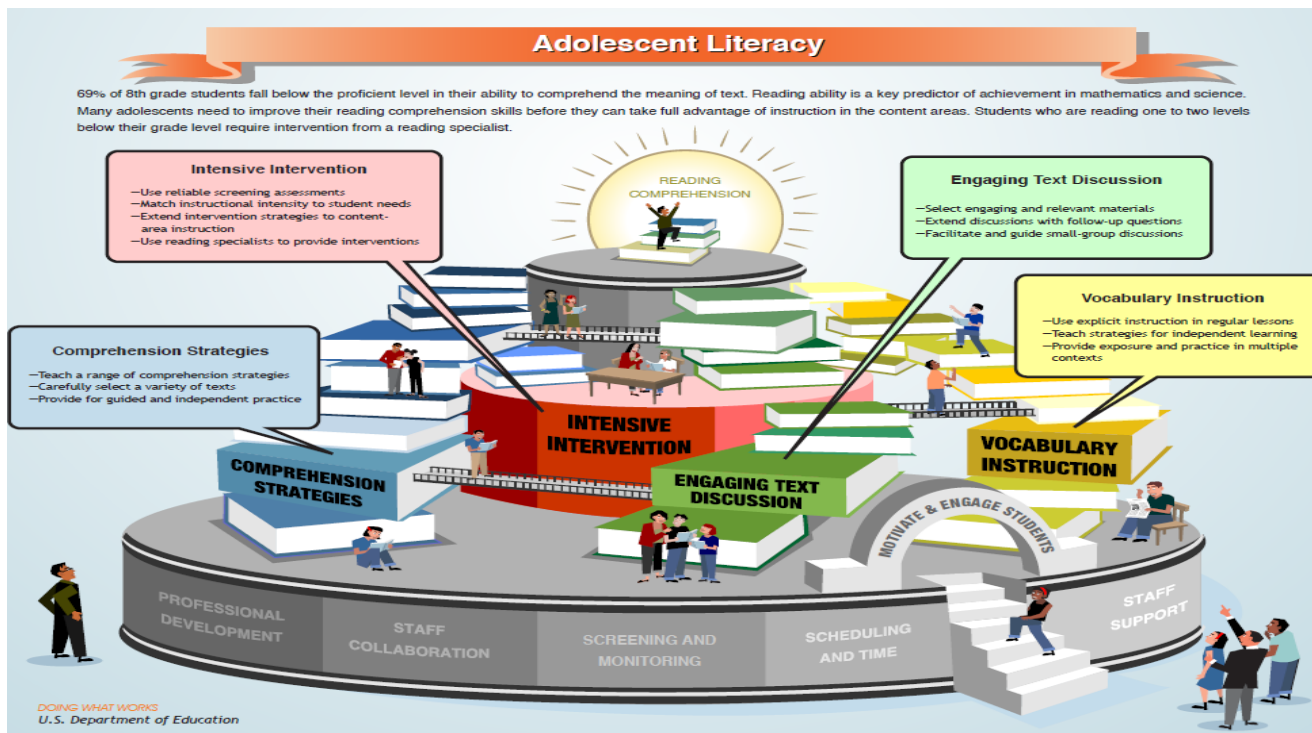 Adolescent Literacy
69% of 8th grade students fall below the proficient level in their ability to comprehend the meaning of text. Reading ability is a key predictor of achievement in mathematics and science.
Many adolescents need to improve their reading comprehension skills before they can take full advantage of instruction in the content areas. Students who are reading one to two levels
below their grade level require intervention from a reading specialist.
Intensive Intervention
—Use reliable screening assessments
—Match instructional intensity to student needs
—Extend intervention strategies to content-
area instruction
—Use reading specialists to provide interventions
READING
COMPREHENSION
Engaging Text Discussion
—Select engaging and relevant materials
—Extend discussions with follow-up questions
—Facilitate and guide small-group discussions
Vocabulary Instruction
—Use explicit instruction in regular lessons
—Teach strategies for independent learning
—Provide exposure and practice in multiple
contexts
Comprehension Strategies
—Teach a range of comprehension strategies
—Carefully select a variety of texts
—Provide for guided and independent practice
INTENSIVE
INTERVENTION
COMPREHENSION
STRATEGIES
ENGAGING TEXT
DISCUSSION
VOCABULARY
INSTRUCTION
MOTIVATE & ENGAGE STUDENTS
PROFESSIONAL
DEVELOPMENT
STAFF
COLLABORATION
SCREENING AND
MONITORING
SCHEDULING
AND TIME
STAFF
SUPPORT
DOING WHAT WORKS
U.S. Department of Education